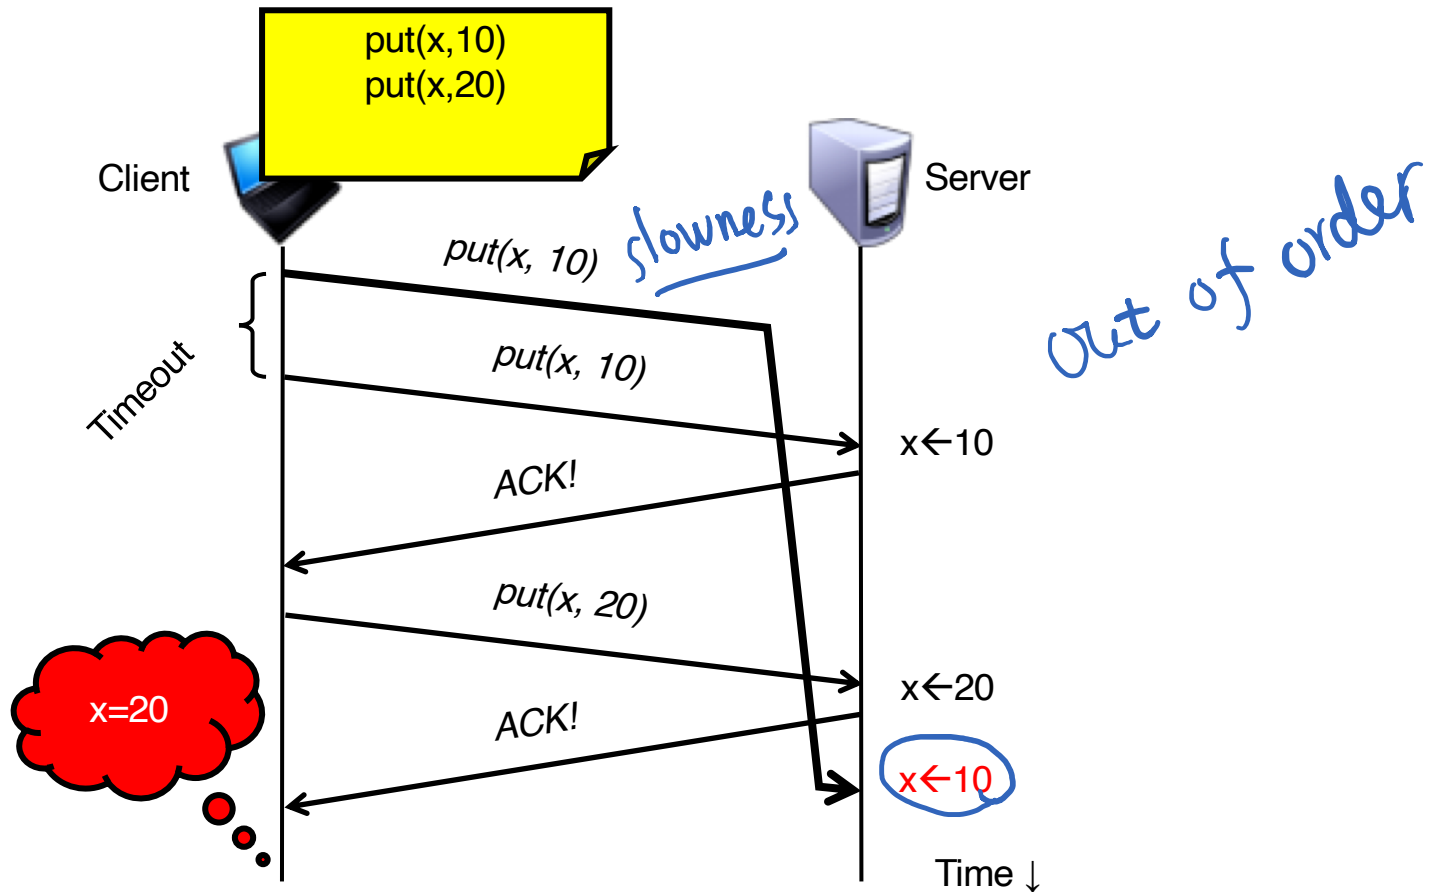 put(x,10)
put(x,20)
Client
Server
slowness
put(x, 10)
out of order
Timeout
put(x, 10)
x←10
ACK!
put(x, 20)
x←20
x=20
ACK!
x←10
Time ↓